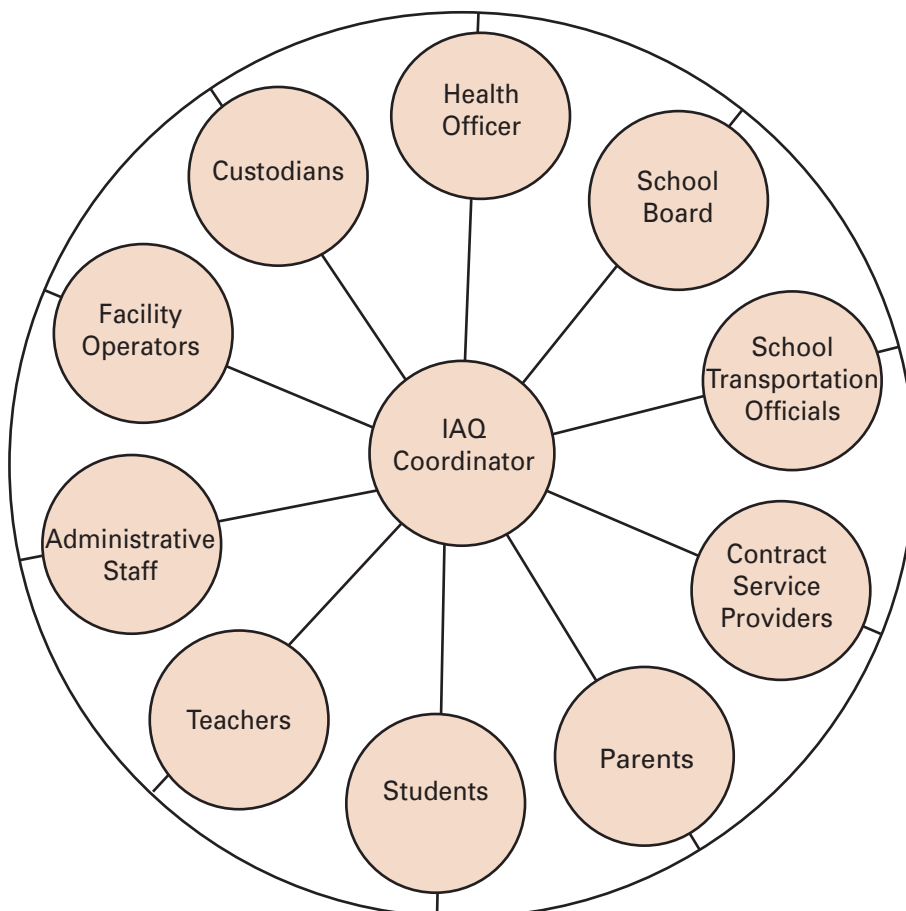 Health
Officer
Custodians
School
Board
Facility
Operators
School
Transportation
Officials
IAQ
Coordinator
Administrative
Staff
Contract
Service
Providers
Teachers
Parents
Students